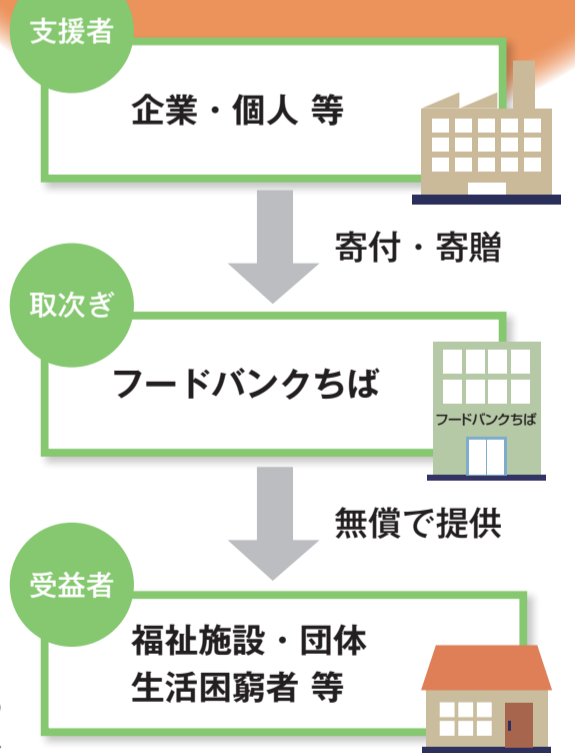 支援者
企業・個人 等
寄付・寄贈
取次ぎ
フードバンクちば
フードバンクちば
無償で提供
受益者
福祉施設・団体
生活困窮者 等